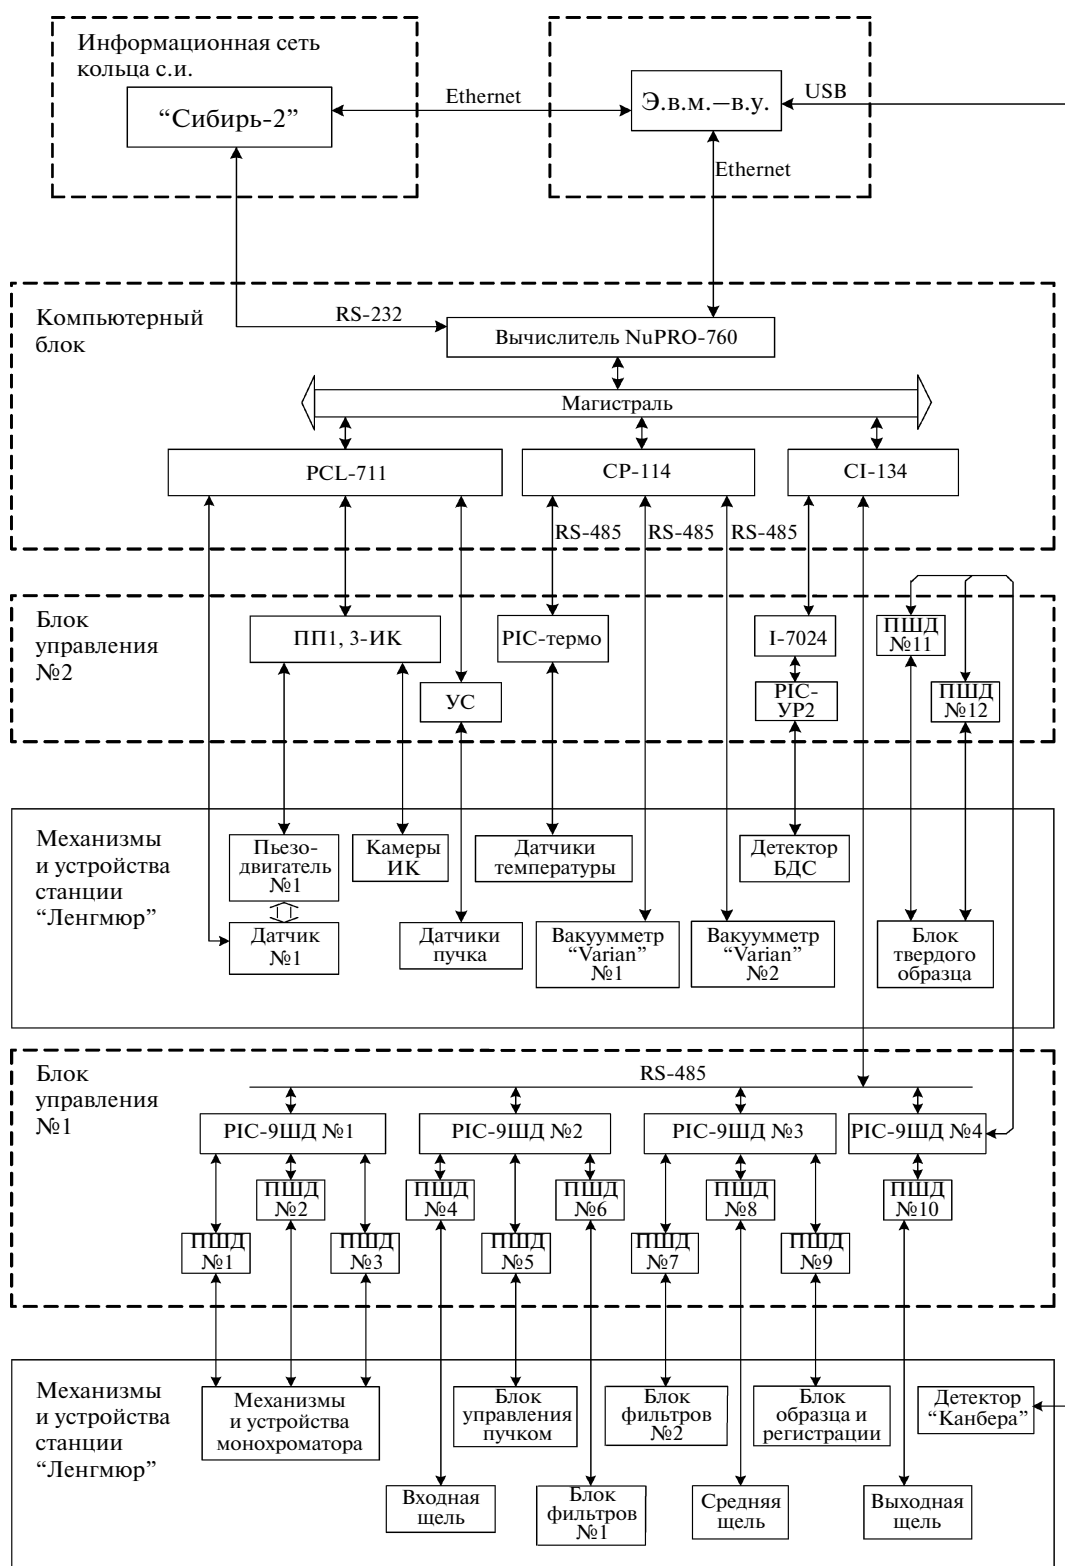 Информационная сеть
кольца с.и.
“Сибирь-2”
Ethernet
Э.в.м.–в.у.
USB
Ethernet
Компьютерный
блок
RS-232
Вычислитель NuPRO-760
Магистраль
PCL-711
CP-114
CI-134
RS-485
RS-485
RS-485
Блок
управления
№2
ПП1, 3-ИК
PIC-термо
I-7024
ПШД
№11
УС
PIC-
УР2
ПШД
№12
Механизмы
и устройства
станции
“Ленгмюр”
Пьезо-
двигатель
№1
Камеры
ИК
Датчики
температуры
Детектор
БДС
Датчик
№1
Датчики
пучка
Вакуумметр
“Varian”
№1
Вакуумметр
“Varian”
№2
Блок
твердого
образца
Блок
управления
№1
RS-485
PIC-9ШД №1
PIC-9ШД №2
PIC-9ШД №3
PIC-9ШД №4
ПШД
№2
ПШД
№4
ПШД
№6
ПШД
№8
ПШД
№10
ПШД
№1
ПШД
№3
ПШД
№5
ПШД
№7
ПШД
№9
Механизмы
и устройства
станции
“Ленгмюр”
Механизмы
и устройства
монохроматора
Блок
управления
пучком
Блок
фильтров
№2
Блок
образца и
регистрации
Детектор
“Канбера”
Входная
щель
Блок
фильтров
№1
Средняя
щель
Выходная
щель